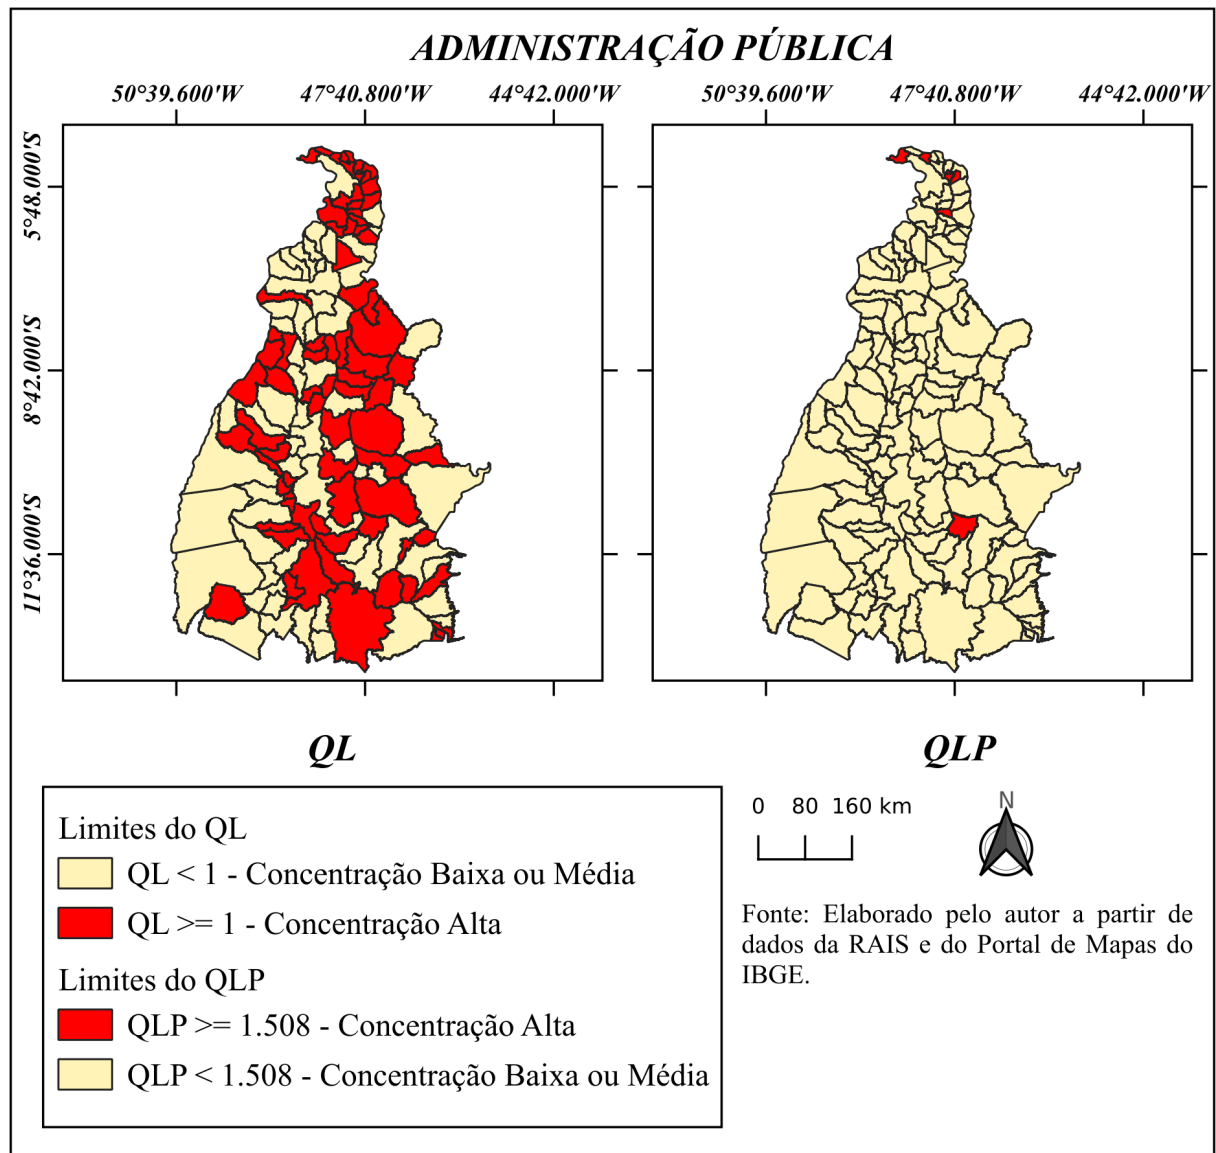 ADMINISTRAÇÃO PÚBLICA
50°39.600'W 47°40.800'W 44°42.000'W 50°39.600'W 47°40.800'W 44°42.000'W
5°48.000'S
8°42.000'S
11°36.000'S
QL QLP
Limites do QL
QL < 1 - Concentração Baixa ou Média
QL >= 1 - Concentração Alta
Limites do QLP
QLP >= 1.508 - Concentração Alta
QLP < 1.508 - Concentração Baixa ou Média
0 80 160 km
N
Fonte: Elaborado pelo autor a partir de
dados da RAIS e do Portal de Mapas do
IBGE.